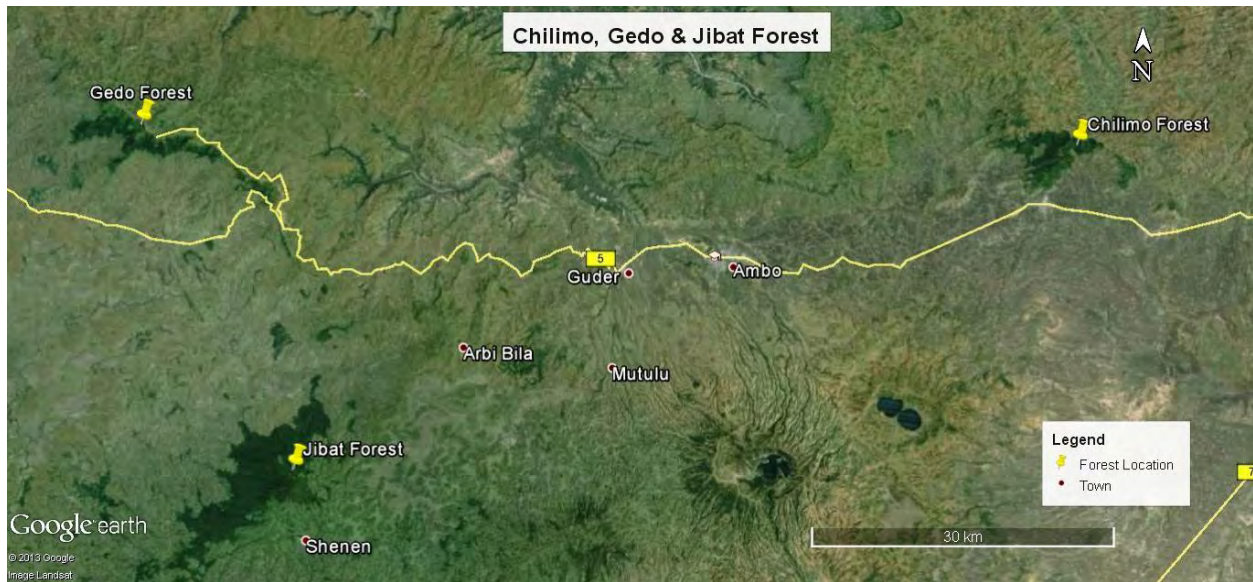 Chilimo, Gedo & Jibat Forest
N
Gedo Forest
Chilimo Forest
5
Guder
Ambo
Arbi Bila
Mutulu
Jibat Forest
Legend
Forest Location
Town
7
Google earth
Shenen
30 km
© 2013 Google
Image Landsat